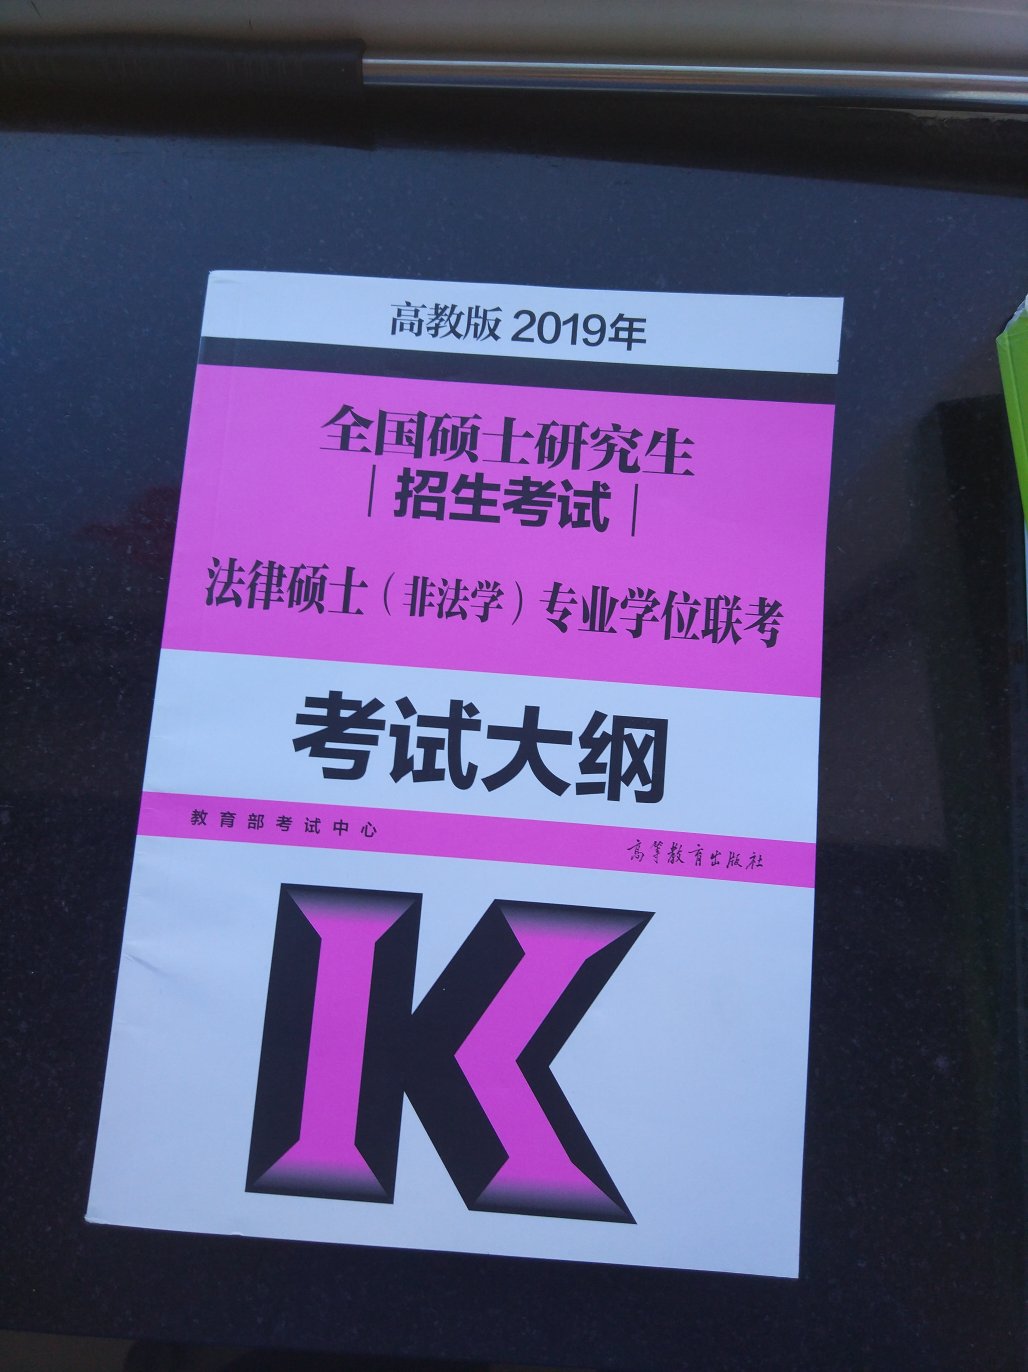 高教版 2019年
全国硕士研究生
招生考试
法律硕士（非法学）专业学位联考
考试大纲
教育部考试中心
高等教育出版社
K